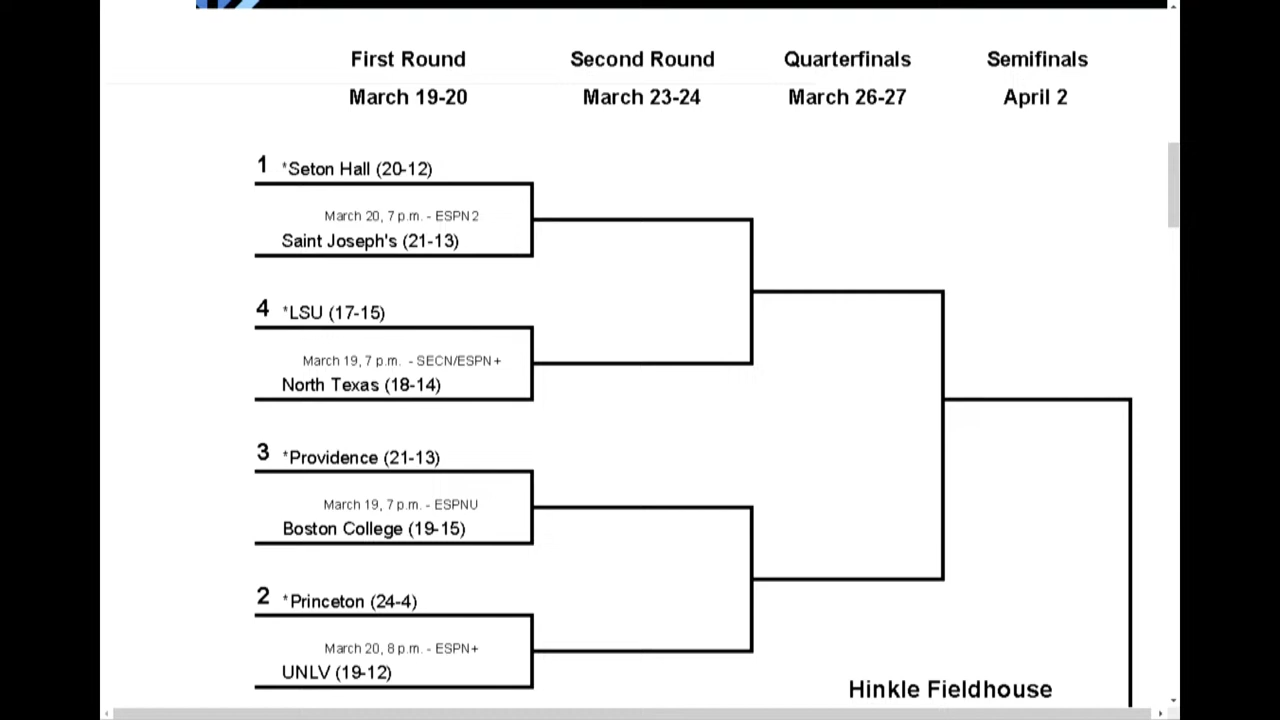 First Round Second Round Quarterfinals Semifinals
March 19-20 March 23-24 March 26-27 April 2
1 *Seton Hall (20-12)
March 20, 7 p.m. - ESPN2
Saint Joseph's (21-13)
4 *LSU (17-15)
March 19, 7 p.m. - SECN/ESPN+
North Texas (18-14)
3 *Providence (21-13)
March 19, 7 p.m. - ESPNU
Boston College (19-15)
2 *Princeton (24-4)
March 20, 8 p.m. - ESPN+
UNLV (19-12)
Hinkle Fieldhouse